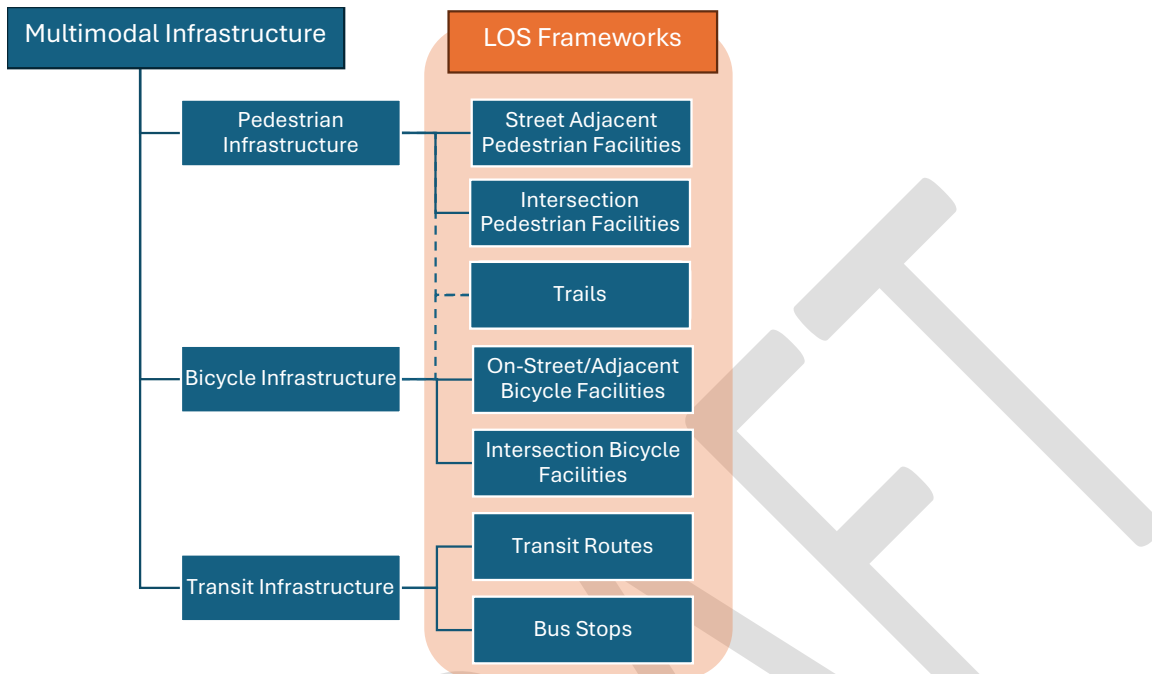 Multimodal Infrastructure
LOS Frameworks
Pedestrian
Infrastructure
Street Adjacent
Pedestrian Facilities
Intersection
Pedestrian Facilities
Trails
Bicycle Infrastructure
On-Street/Adjacent
Bicycle Facilities
Intersection Bicycle
Facilities
Transit Infrastructure
Transit Routes
Bus Stops